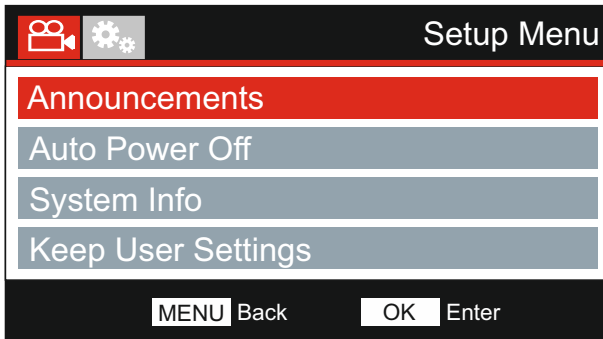 Setup Menu
Announcements
Auto Power Off
System Info
Keep User Settings
MENU Back OK Enter